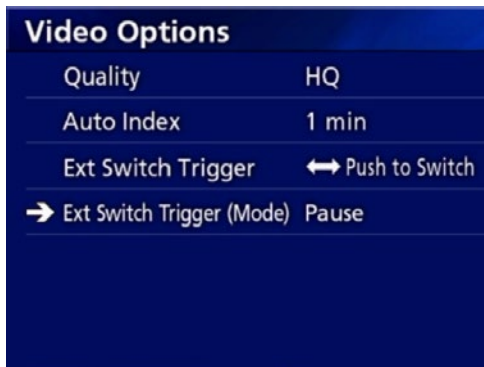 Video Options
Quality HQ
Auto Index 1 min
Ext Switch Trigger ↔ Push to Switch
→ Ext Switch Trigger (Mode) Pause